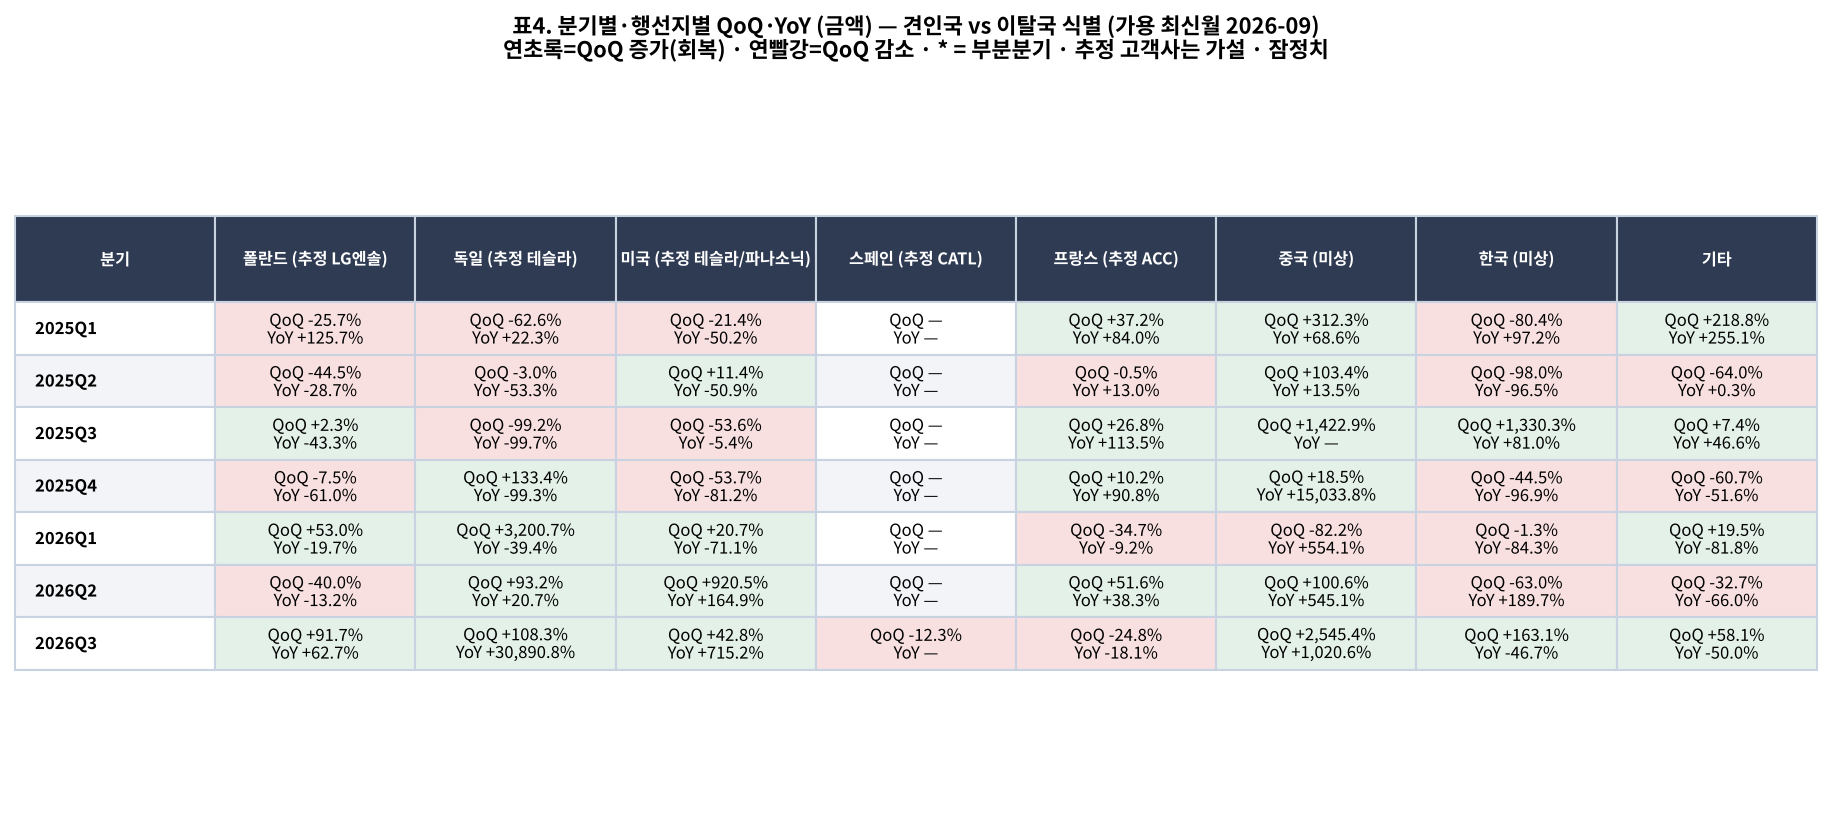 표4. 분기별·행선지별 QoQ·YoY (금액) — 견인국 vs 이탈국 식별 (가용 최신월 2026-09)
연초록=QoQ 증가(회복) · 연빨강=QoQ 감소 · * = 부분분기 · 추정 고객사는 가설 · 잠정치
분기 폴란드 (추정 LG엔솔) 독일 (추정 테슬라) 미국 (추정 테슬라/파나소닉) 스페인 (추정 CATL) 프랑스 (추정 ACC) 중국 (미상) 한국 (미상) 기타
2025Q1
QoQ -25.7% QoQ -62.6% QoQ -21.4% QoQ — QoQ +37.2% QoQ +312.3% QoQ -80.4% QoQ +218.8%
YoY +125.7% YoY +22.3% YoY -50.2% YoY — YoY +84.0% YoY +68.6% YoY +97.2% YoY +255.1%
2025Q2
QoQ -44.5% QoQ -3.0% QoQ +11.4% QoQ — QoQ -0.5% QoQ +103.4% QoQ -98.0% QoQ -64.0%
YoY -28.7% YoY -53.3% YoY -50.9% YoY — YoY +13.0% YoY +13.5% YoY -96.5% YoY +0.3%
2025Q3
QoQ +2.3% QoQ -99.2% QoQ -53.6% QoQ — QoQ +26.8% QoQ +1,422.9% QoQ +1,330.3% QoQ +7.4%
YoY -43.3% YoY -99.7% YoY -5.4% YoY — YoY +113.5% YoY — YoY +81.0% YoY +46.6%
2025Q4
QoQ -7.5% QoQ +133.4% QoQ -53.7% QoQ — QoQ +10.2% QoQ +18.5% QoQ -44.5% QoQ -60.7%
YoY -61.0% YoY -99.3% YoY -81.2% YoY — YoY +90.8% YoY +15,033.8% YoY -96.9% YoY -51.6%
2026Q1
QoQ +53.0% QoQ +3,200.7% QoQ +20.7% QoQ — QoQ -34.7% QoQ -82.2% QoQ -1.3% QoQ +19.5%
YoY -19.7% YoY -39.4% YoY -71.1% YoY — YoY -9.2% YoY +554.1% YoY -84.3% YoY -81.8%
2026Q2
QoQ -40.0% QoQ +93.2% QoQ +920.5% QoQ — QoQ +51.6% QoQ +100.6% QoQ -63.0% QoQ -32.7%
YoY -13.2% YoY +20.7% YoY +164.9% YoY — YoY +38.3% YoY +545.1% YoY +189.7% YoY -66.0%
2026Q3
QoQ +91.7% QoQ +108.3% QoQ +42.8% QoQ -12.3% QoQ -24.8% QoQ +2,545.4% QoQ +163.1% QoQ +58.1%
YoY +62.7% YoY +30,890.8% YoY +715.2% YoY — YoY -18.1% YoY +1,020.6% YoY -46.7% YoY -50.0%